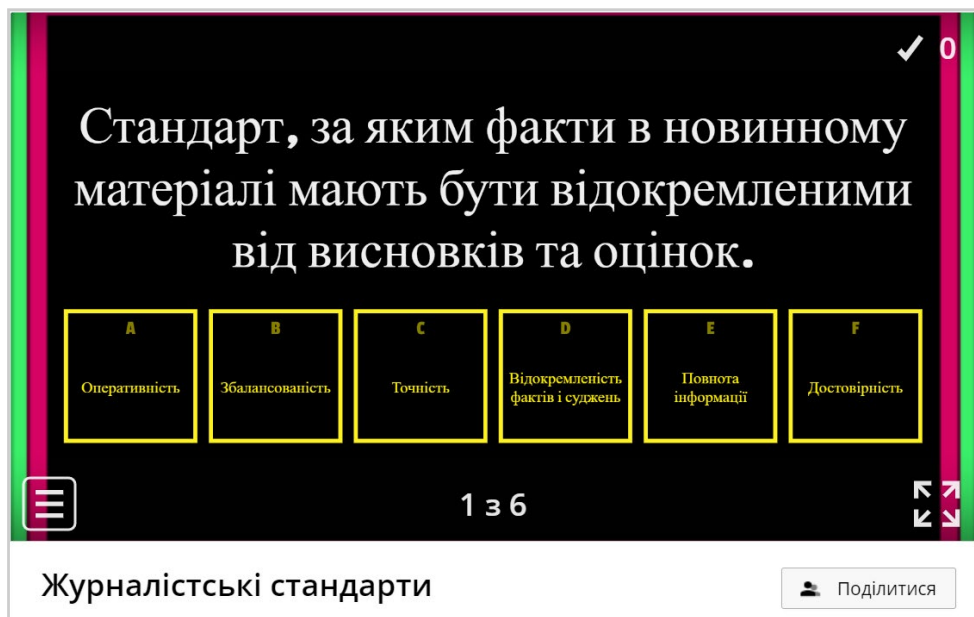 0
Стандарт, за яким факти в новинному
матеріалі мають бути відокремленими
від висновків та оцінок.
A
Оперативність
B
Збалансованість
C
Точність
D
Відокремленість
фактів і суджень
E
Повнота
інформації
F
Достовірність
1 з 6
Журналістські стандарти
Поділитися